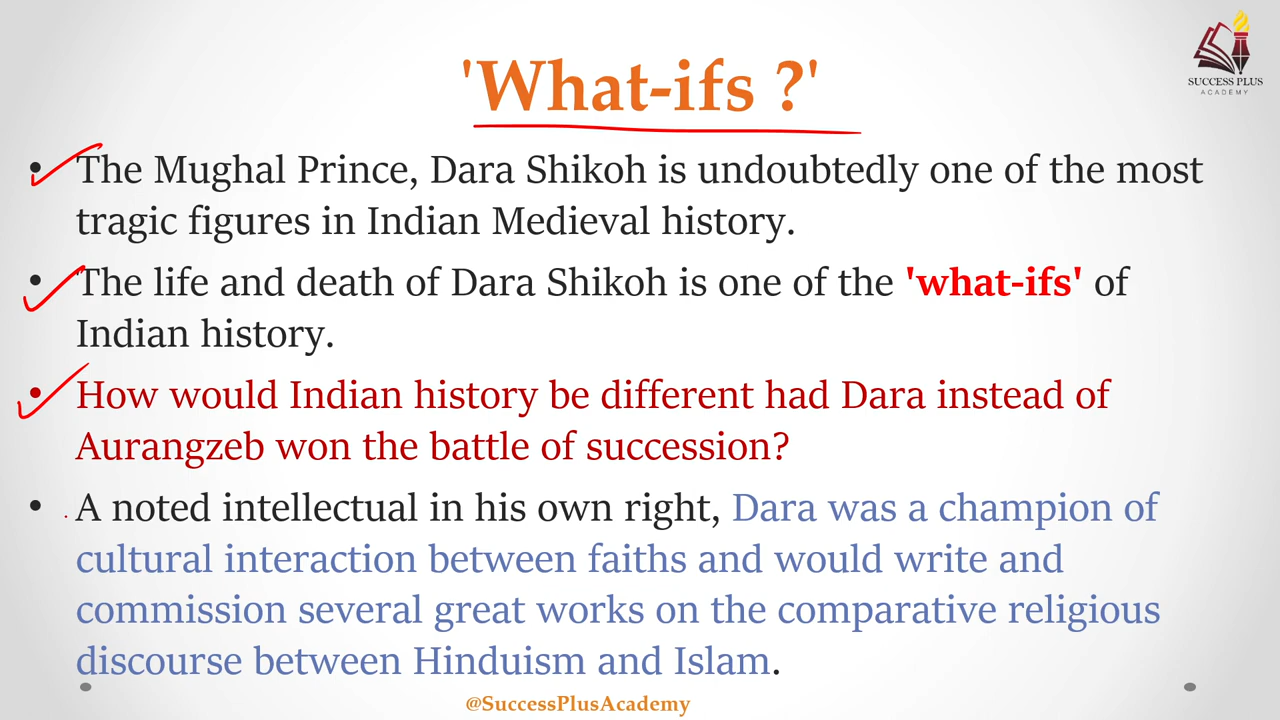 SUCCESS PLUS
ACADEMY
'What-ifs ?'
• The Mughal Prince, Dara Shikoh is undoubtedly one of the most
tragic figures in Indian Medieval history.
• The life and death of Dara Shikoh is one of the 'what-ifs' of
Indian history.
• How would Indian history be different had Dara instead of
Aurangzeb won the battle of succession?
• A noted intellectual in his own right, Dara was a champion of
cultural interaction between faiths and would write and
commission several great works on the comparative religious
discourse between Hinduism and Islam.
@SuccessPlusAcademy